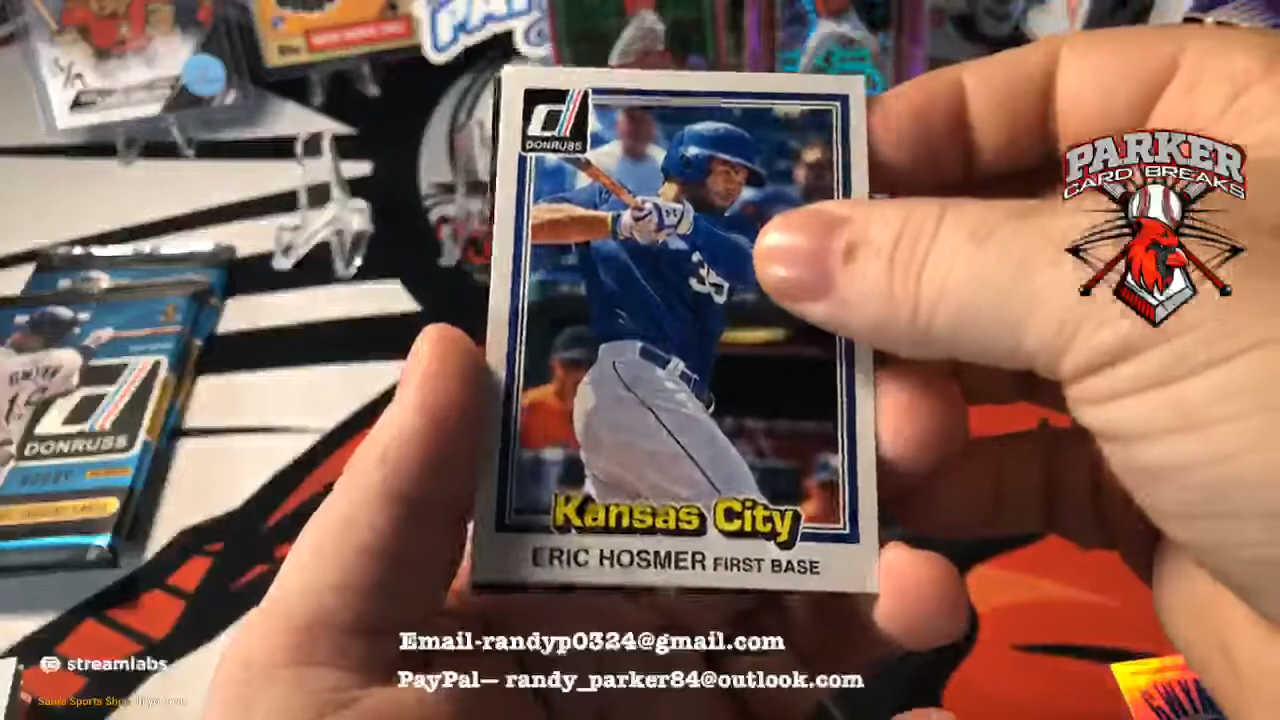 PARKER
CARD BREAKS
DONRUSS
35
DONRUSS
Kansas City
ERIC HOSMER FIRST BASE
Email-randyp0324@gmail.com
PayPal— randy_parker84@outlook.com
streamlabs